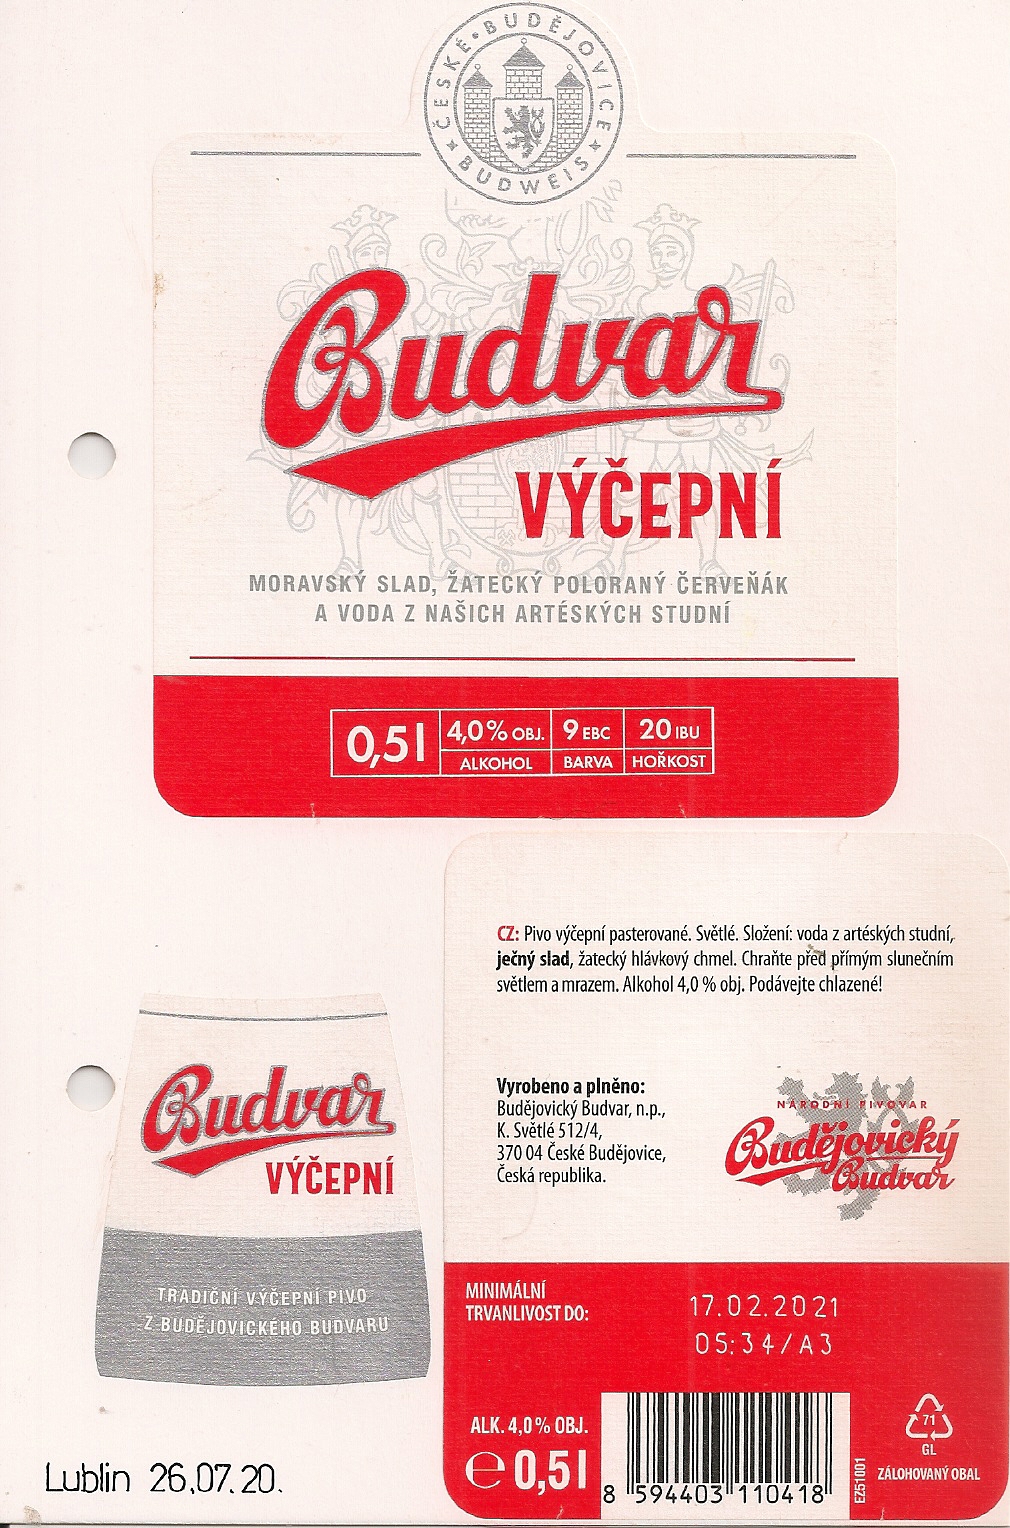 ČESKÉ • BUDĚJOVICE
★ BUDWEIS ★
Budvar
VÝČEPNÍ
MORAVSKÝ SLAD, ŽATECKÝ POLORANÝ ČERVEŇÁK
A VODA Z NAŠICH ARTÉSKÝCH STUDNÍ
0,5l
4,0% OBJ. 9 EBC 20 IBU
ALKOHOL BARVA HOŘKOST
CZ: Pivo výčepní pasterované. Světlé. Složení: voda z artéských studní,
ječný slad, žatecký hlávkový chmel. Chraňte před přímým slunečním
světlem a mrazem. Alkohol 4,0 % obj. Podávejte chlazené!
Vyrobeno a plněno:
Budějovický Budvar, n.p.,
K. Světlé 512/4,
370 04 České Budějovice,
Česká republika.
NÁRODNÍ PIVOVAR
Budějovický
Budvar
Budvar
VÝČEPNÍ
TRADIČNÍ VÝČEPNÍ PIVO
Z BUDĚJOVICKÉHO BUDVARU
MINIMÁLNÍ
TRVANLIVOST DO:
17.02.2021
05:34/A3
ALK. 4,0% OBJ.
e 0,5l
8 594403 110418
EZ51001
71
GL
ZÁLOHOVANÝ OBAL
Lublin 26.07.20.